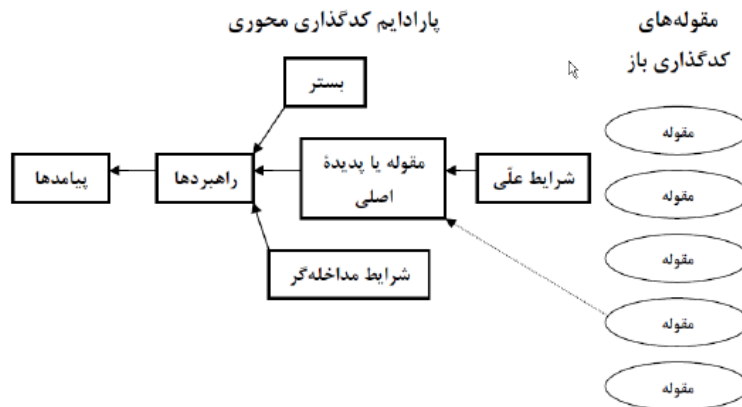 مقوله‌های
کدگذاری باز
پارادایم کدگذاری محوری
مقوله
مقوله
مقوله
مقوله
مقوله
شرایط علّی
مقوله یا پدیدۀ
اصلی
بستر
راهبردها
شرایط مداخله‌گر
پیامدها